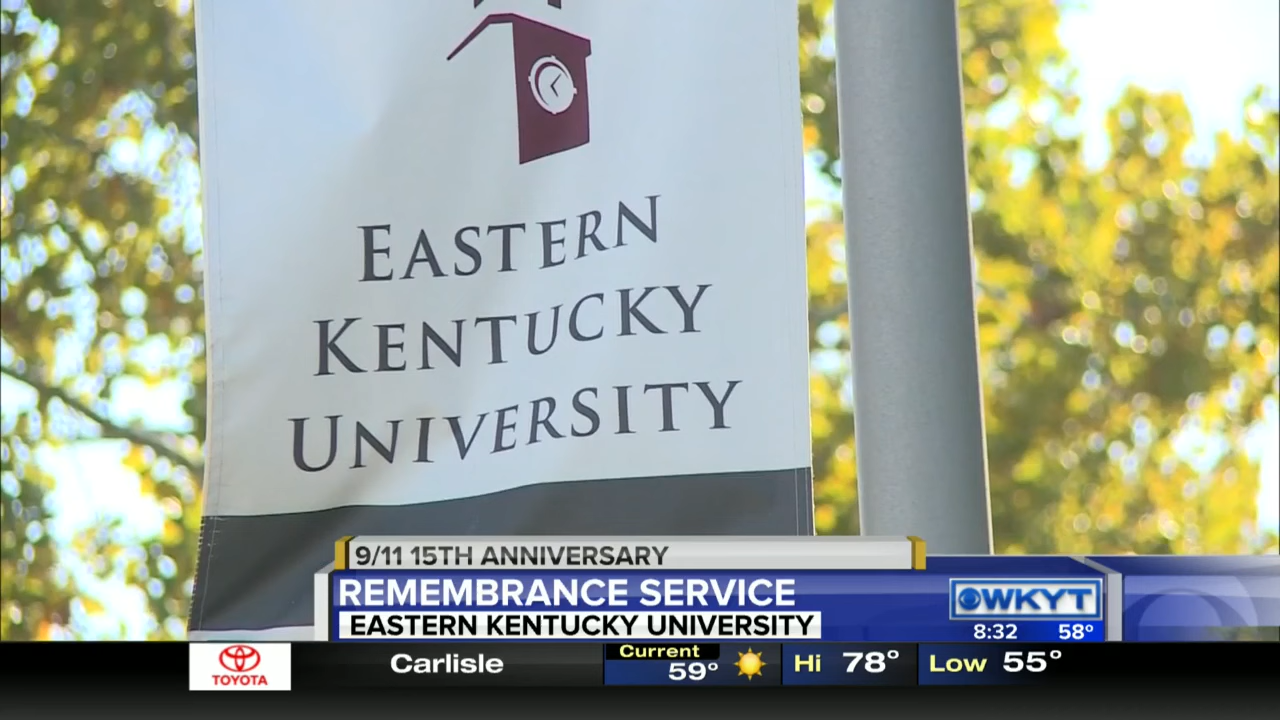 EASTERN
KENTUCKY
UNIVERSITY
9/11 15TH ANNIVERSARY
REMEMBRANCE SERVICE
EASTERN KENTUCKY UNIVERSITY
WKYT
8:32 58°
TOYOTA
Carlisle
Current
59°
Hi 78°
Low 55°